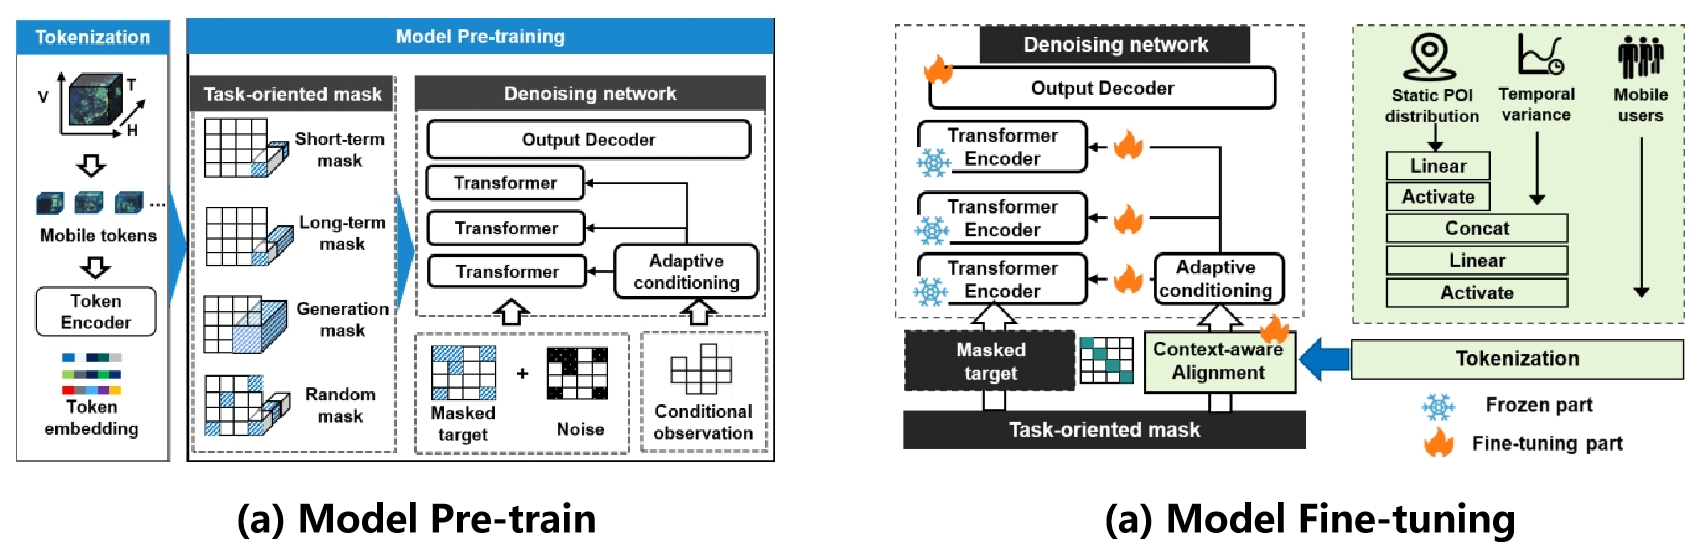 Tokenization
V
T
H
Mobile tokens
Token
Encoder
Token
embedding
Model Pre-training
Task-oriented mask
Short-term
mask
Long-term
mask
Generation
mask
Random
mask
Denoising network
Output Decoder
Transformer
Transformer
Transformer
Adaptive
conditioning
Masked
target
+
Noise
Conditional
observation
(a) Model Pre-train
Denoising network
Output Decoder
Transformer
Encoder
Transformer
Encoder
Transformer
Encoder
Adaptive
conditioning
Masked
target
Context-aware
Alignment
Task-oriented mask
Static POI
distribution
Temporal
variance
Mobile
users
Linear
Activate
Concat
Linear
Activate
Tokenization
Frozen part
Fine-tuning part
(a) Model Fine-tuning